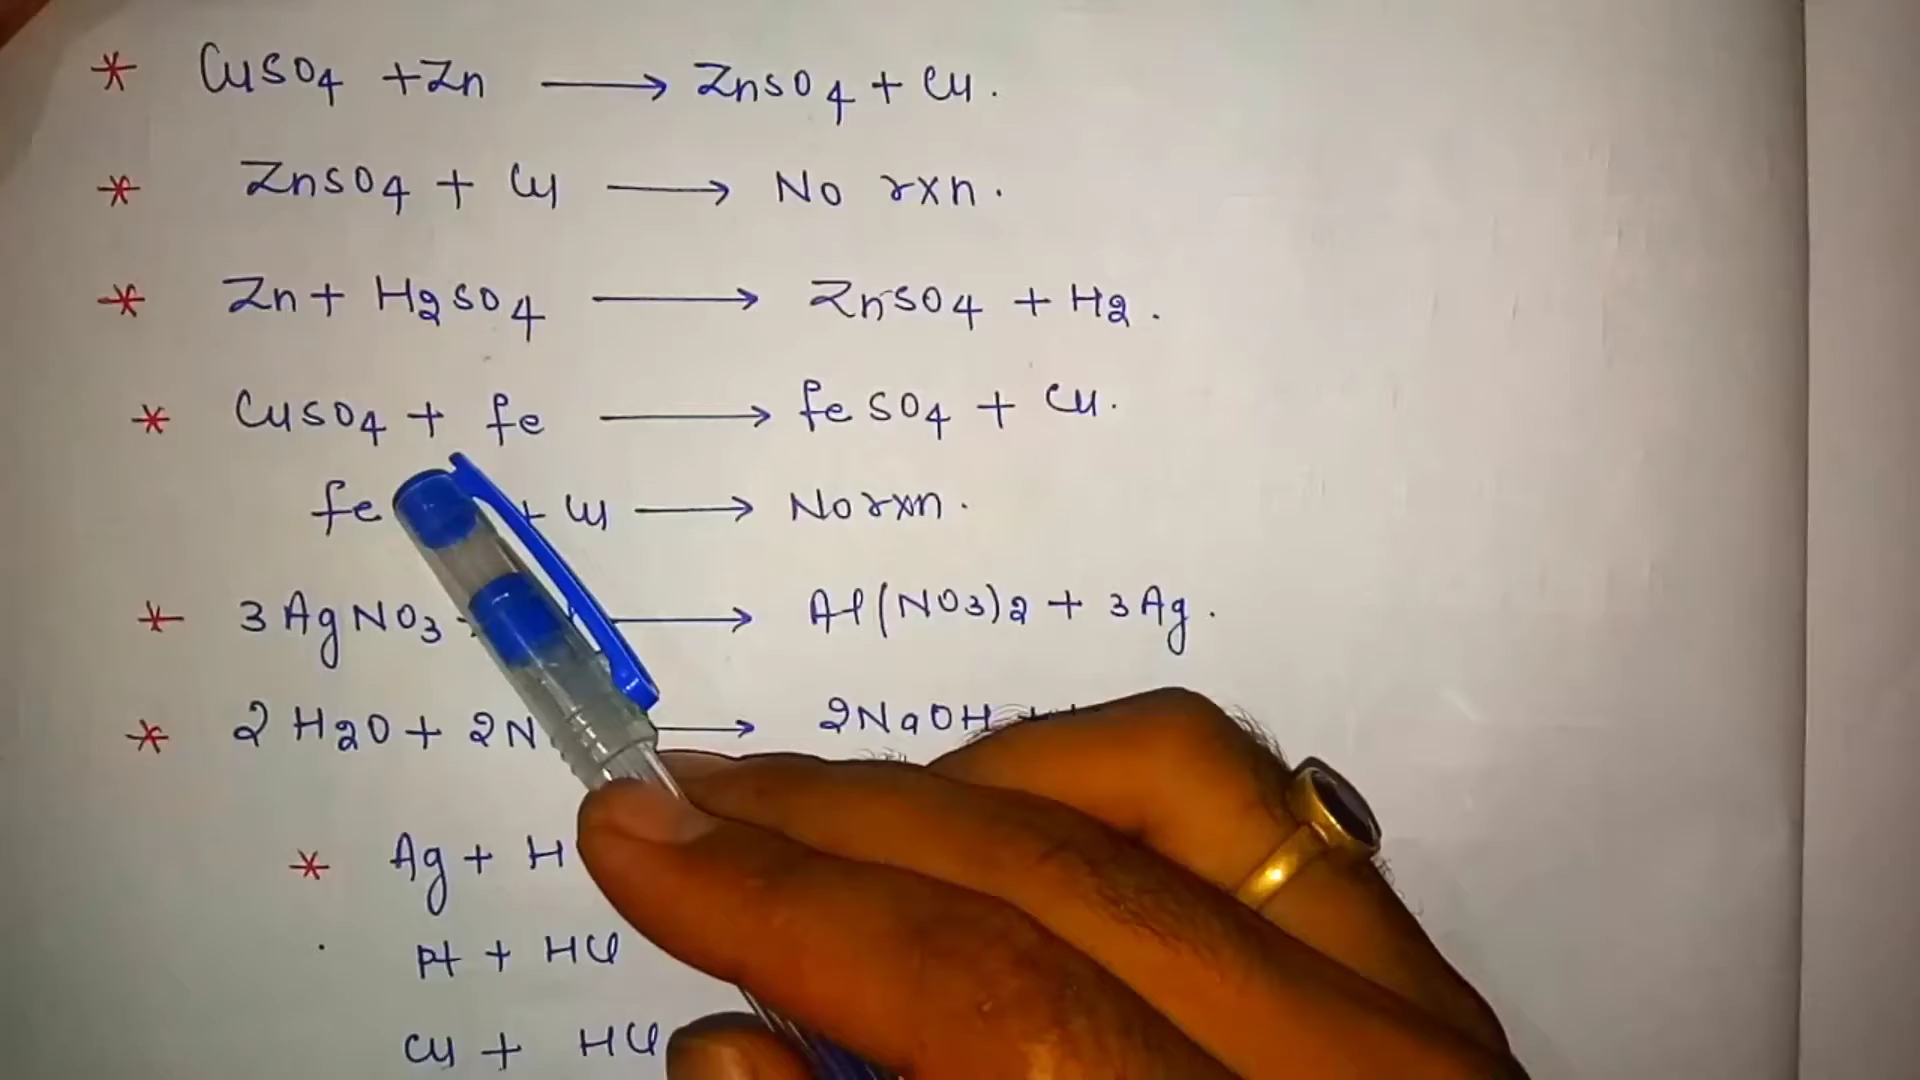 * CuSO4 + Zn → ZnSO4 + Cu.
* ZnSO4 + Cu → No rxn.
* Zn + H2SO4 → ZnSO4 + H2.
* CuSO4 + fe → feSO4 + Cu.
fe + Cu → No rxn.
* 3AgNO3 → Al(NO3)2 + 3Ag.
* 2H2O + 2N → 2NaOH +
* Ag + H
Pt + HCl
Cu + HCl